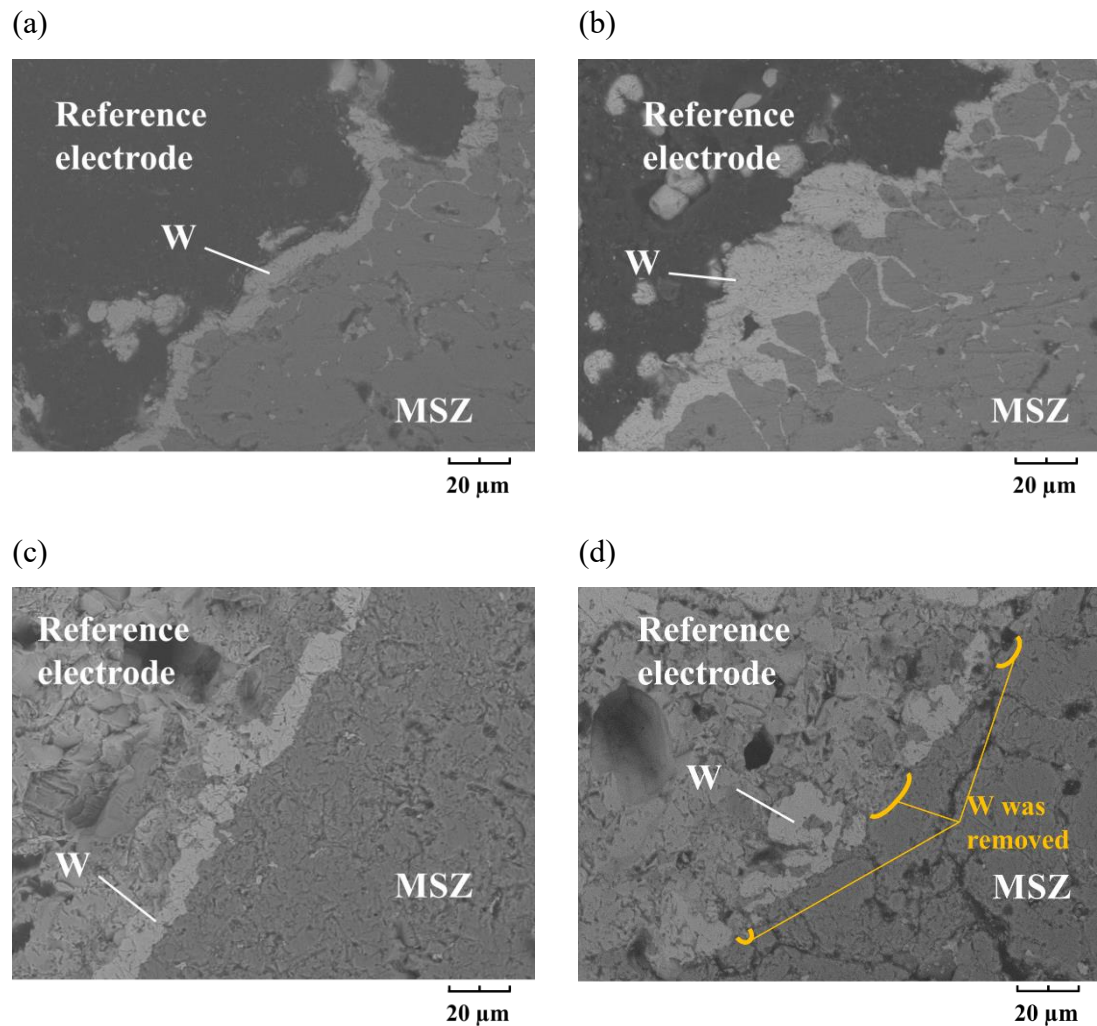 (a)
(b)
Reference
electrode
W
MSZ
20 µm
Reference
electrode
W
MSZ
20 µm
(c)
(d)
Reference
electrode
W
MSZ
20 µm
Reference
electrode
W
W was
removed
MSZ
20 µm